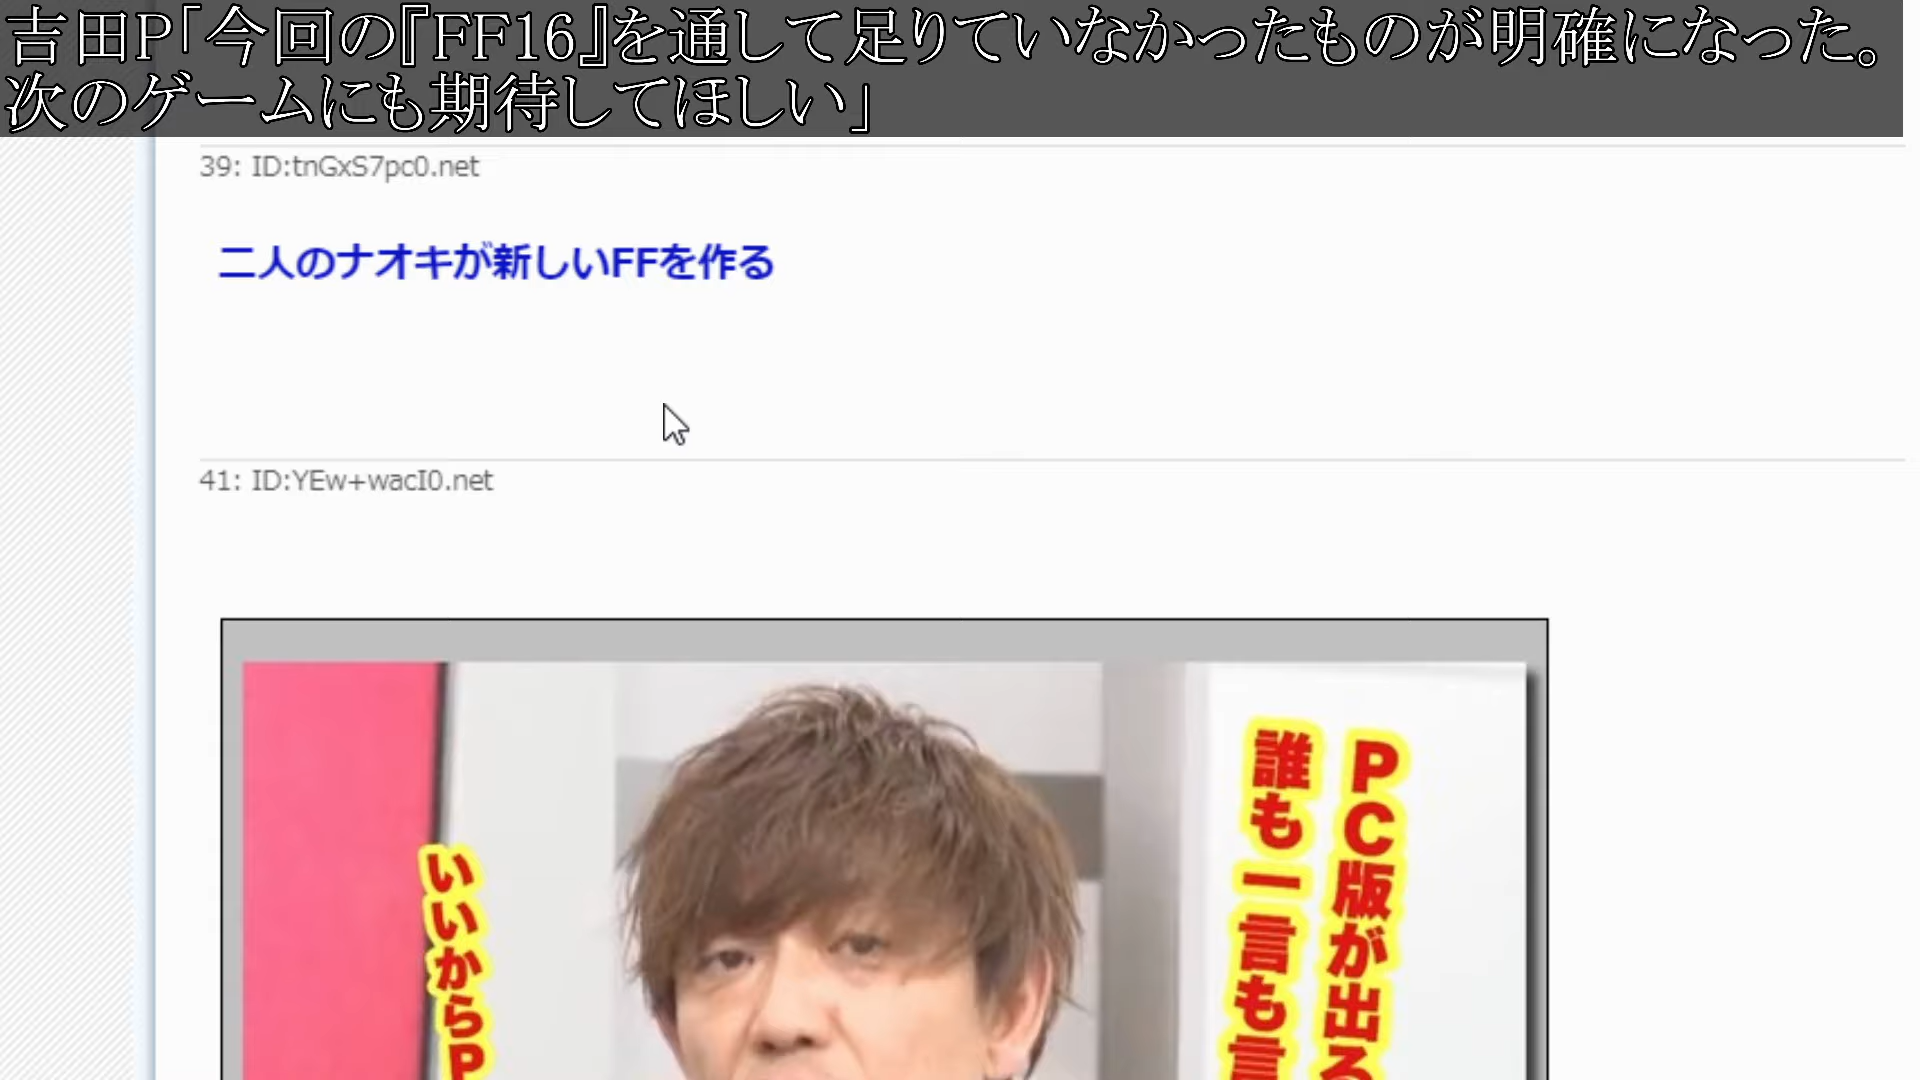 吉田P「今回の『FF16』を通して足りていなかったものが明確になった。
次のゲームにも期待してほしい」
39: ID:tnGxS7pc0.net
二人のナオキが新しいFFを作る
41: ID:YEw+wacI0.net
PC版が出る
誰も一言も言
いいからP